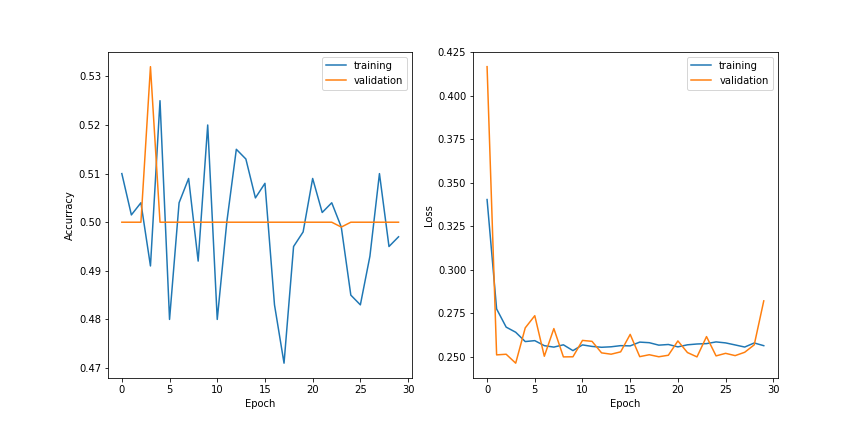 training
validation
0.53
0.52
0.51
0.50
0.49
0.48
0.47
Accurracy
0 5 10 15 20 25 30
Epoch
training
validation
0.425
0.400
0.375
0.350
0.325
0.300
0.275
0.250
Loss
0 5 10 15 20 25 30
Epoch